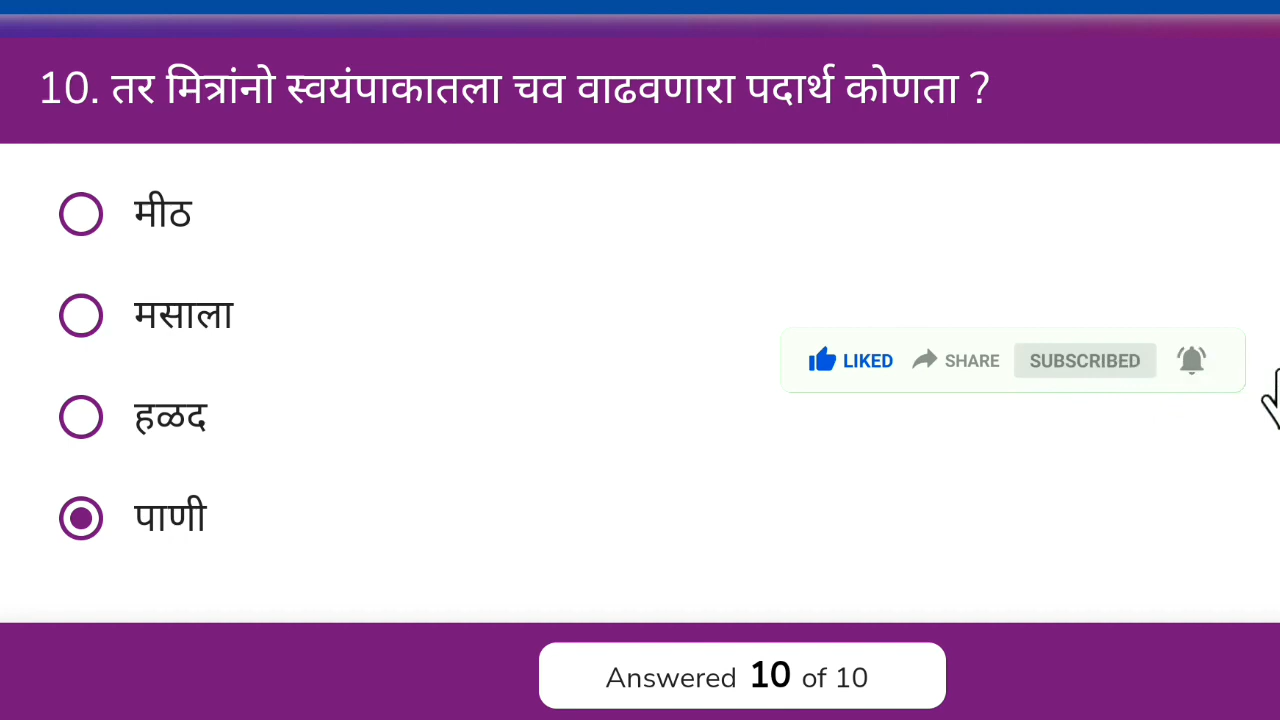 10. तर मित्रांनो स्वयंपाकातला चव वाढवणारा पदार्थ कोणता ?
मीठ
मसाला
LIKED SHARE SUBSCRIBED
हळद
पाणी
Answered 10 of 10